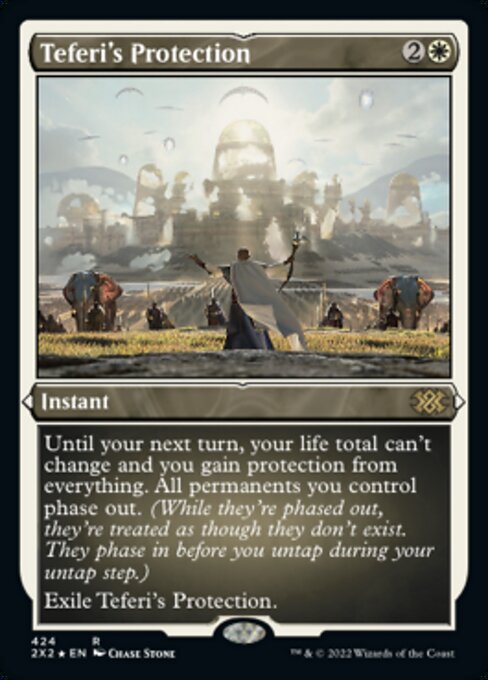 Teferi's Protection 2
Instant
Until your next turn, your life total can't
change and you gain protection from
everything. All permanents you control
phase out. (While they're phased out,
they're treated as though they don't exist.
They phase in before you untap during your
untap step.)
Exile Teferi's Protection.
424 R
2X2 ★ EN Chase Stone
™ & © 2022 Wizards of the Coast